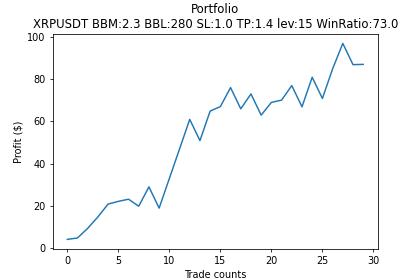 Portfolio
XRPUSDT BBM:2.3 BBL:280 SL:1.0 TP:1.4 lev:15 WinRatio:73.0
100
80
60
40
20
0
Profit ($)
0 5 10 15 20 25 30
Trade counts